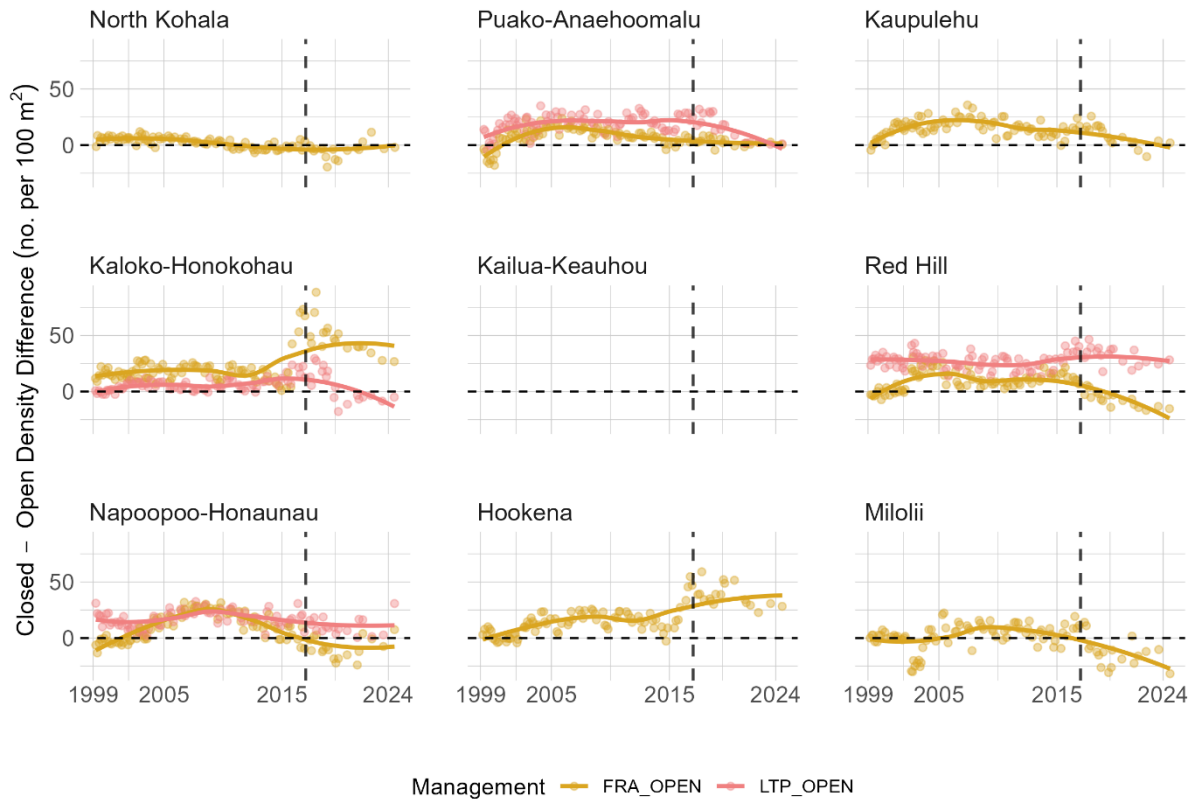 North Kohala
Puako-Anaehoomalu
Kaupulehu
50
0
Closed – Open Density Difference (no. per 100 m²)
Kaloko-Honokohau
Kailua-Keauhou
Red Hill
50
0
Napoopoo-Honaunau
Hookena
Milolii
50
0
1999 2005 2015 2024
1999 2005 2015 2024
1999 2005 2015 2024
Management FRA_OPEN LTP_OPEN